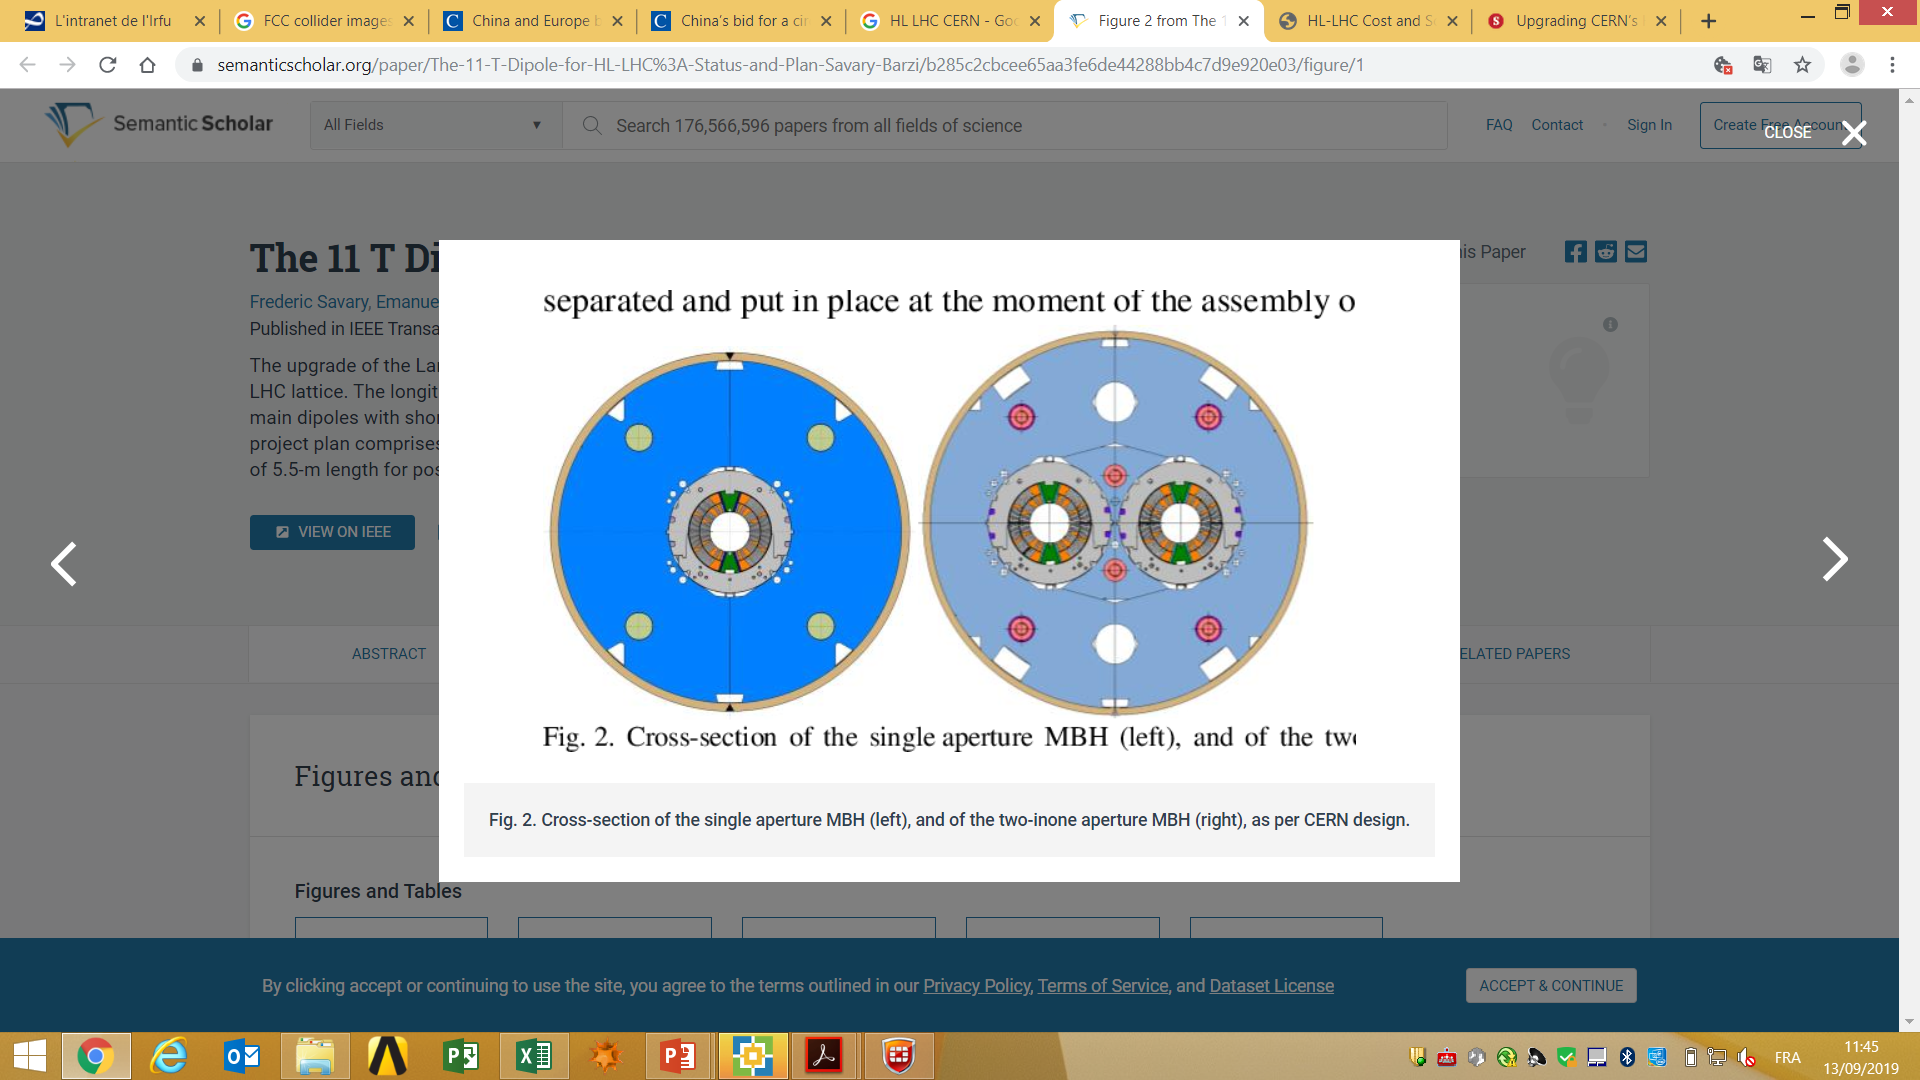 L'intranet de l'Irfu
FCC collider images
China and Europe b
China's bid for a cir
HL LHC CERN - Goo
Figure 2 from The 1
HL-LHC Cost and S
Upgrading CERN's
semanticscholar.org/paper/The-11-T-Dipole-for-HL-LHC%3A-Status-and-Plan-Savary-Barzi/b285c2cbcee65aa3fe6de44288bb4c7d9e920e03/figure/1
Semantic Scholar
All Fields
Search 176,566,596 papers from all fields of science
FAQ
Contact
Sign In
Create Free Accoun
CLOSE
The 11 T Di
is Paper
Frederic Savary, Emanue
Published in IEEE Transa
The upgrade of the Lar
LHC lattice. The longit
main dipoles with shor
project plan comprises
of 5.5-m length for pos
VIEW ON IEEE
separated and put in place at the moment of the assembly o
Fig. 2. Cross-section of the single aperture MBH (left), and of the tw
Fig. 2. Cross-section of the single aperture MBH (left), and of the two-inone aperture MBH (right), as per CERN design.
ABSTRACT
ELATED PAPERS
Figures and
Figures and Tables
By clicking accept or continuing to use the site, you agree to the terms outlined in our Privacy Policy, Terms of Service, and Dataset License
ACCEPT & CONTINUE
FRA
11:45
13/09/2019